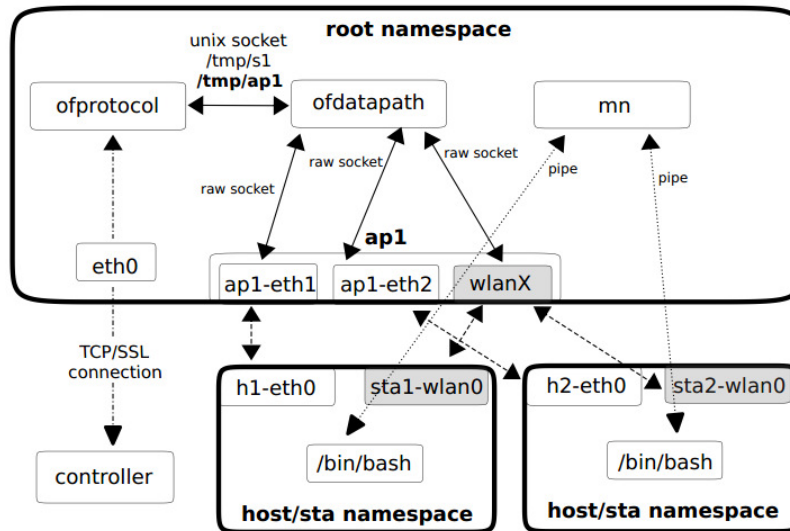 root namespace
unix socket
/tmp/s1
/tmp/ap1
ofprotocol
ofdatapath
mn
raw socket
raw socket
raw socket
pipe
pipe
ap1
eth0
ap1-eth1
ap1-eth2
wlanX
TCP/SSL
connection
h1-eth0
sta1-wlan0
h2-eth0
sta2-wlan0
controller
/bin/bash
/bin/bash
host/sta namespace
host/sta namespace